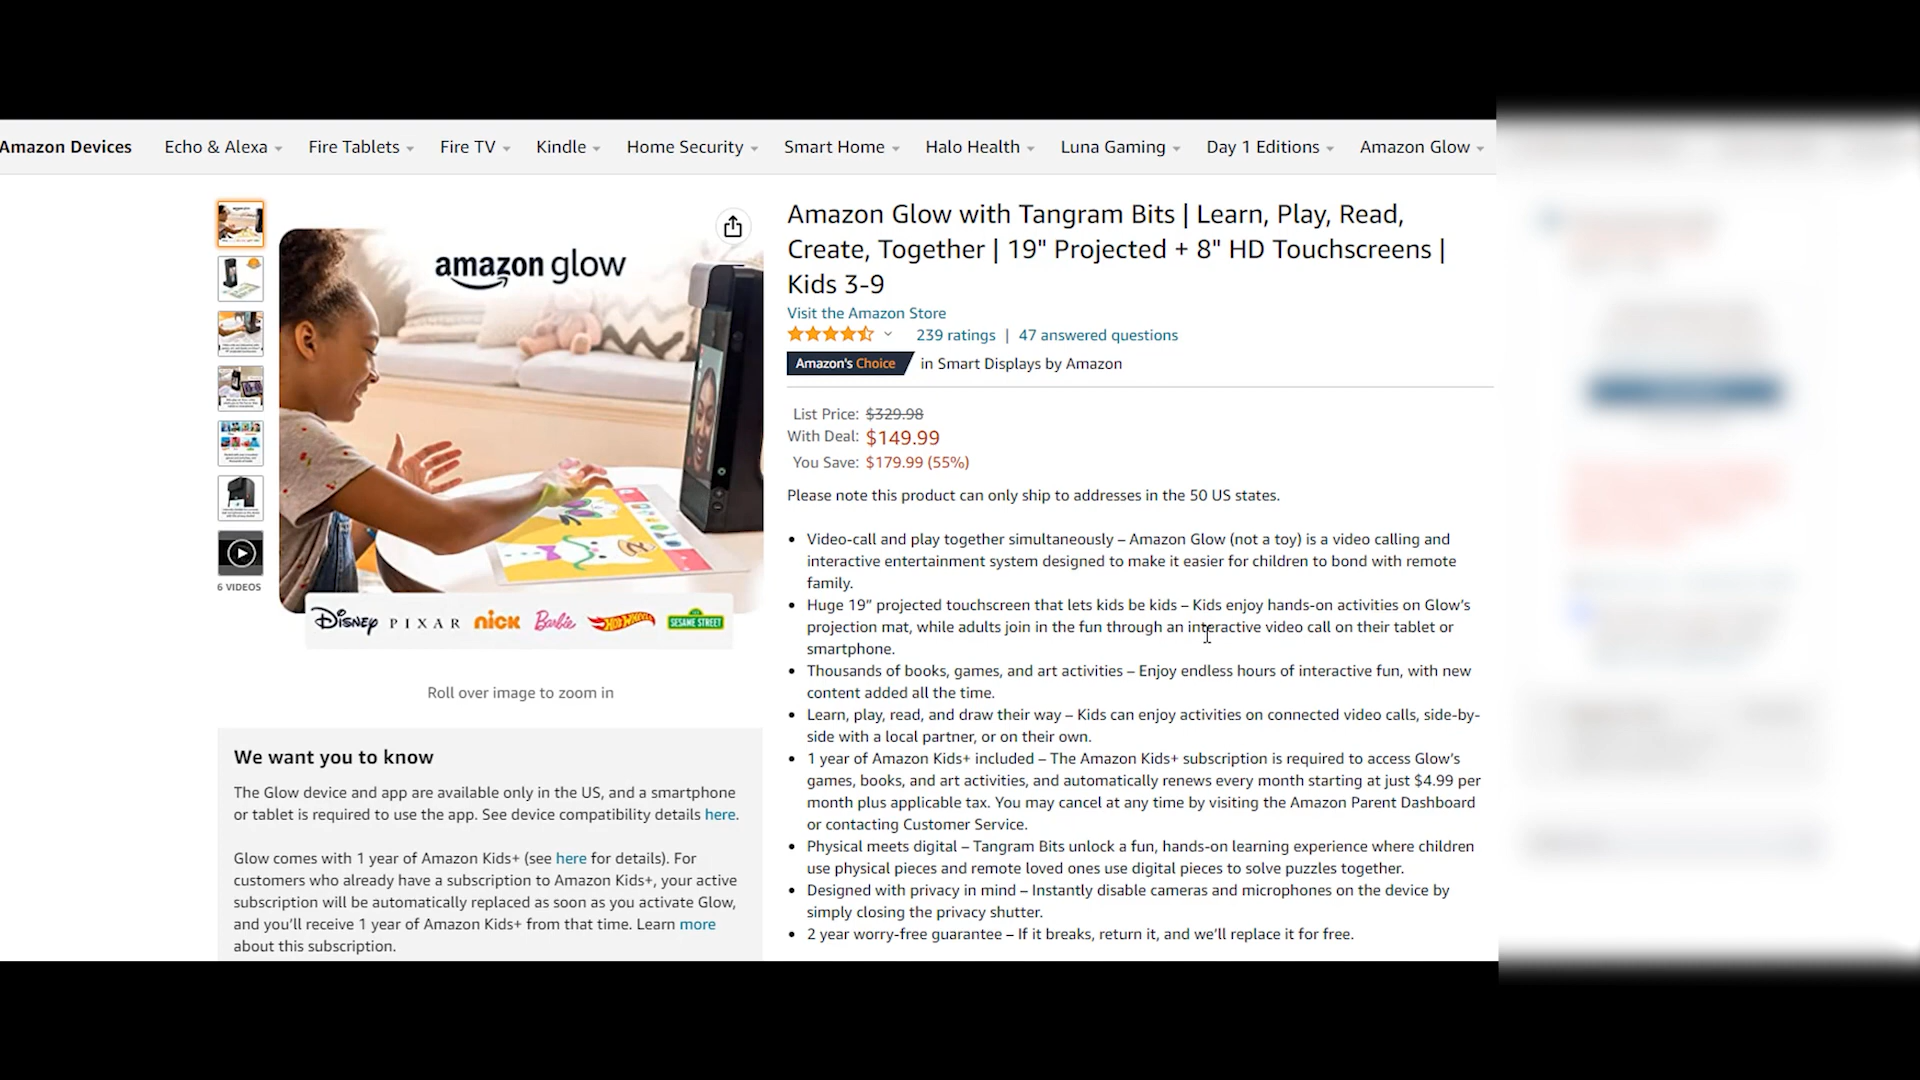 Amazon Devices Echo & Alexa Fire Tablets Fire TV Kindle Home Security Smart Home Halo Health Luna Gaming Day 1 Editions Amazon Glow
amazon glow
Disney PIXAR nick Barbie Hot Wheels SESAME STREET
6 VIDEOS
Roll over image to zoom in
We want you to know
The Glow device and app are available only in the US, and a smartphone
or tablet is required to use the app. See device compatibility details here.
Glow comes with 1 year of Amazon Kids+ (see here for details). For
customers who already have a subscription to Amazon Kids+, your active
subscription will be automatically replaced as soon as you activate Glow,
and you’ll receive 1 year of Amazon Kids+ from that time. Learn more
about this subscription.
Amazon Glow with Tangram Bits | Learn, Play, Read,
Create, Together | 19" Projected + 8" HD Touchscreens |
Kids 3-9
Visit the Amazon Store
239 ratings | 47 answered questions
Amazon's Choice in Smart Displays by Amazon
List Price: $329.98
With Deal: $149.99
You Save: $179.99 (55%)
Please note this product can only ship to addresses in the 50 US states.
• Video-call and play together simultaneously – Amazon Glow (not a toy) is a video calling and
interactive entertainment system designed to make it easier for children to bond with remote
family.
• Huge 19” projected touchscreen that lets kids be kids – Kids enjoy hands-on activities on Glow’s
projection mat, while adults join in the fun through an interactive video call on their tablet or
smartphone.
• Thousands of books, games, and art activities – Enjoy endless hours of interactive fun, with new
content added all the time.
• Learn, play, read, and draw their way – Kids can enjoy activities on connected video calls, side-by-
side with a local partner, or on their own.
• 1 year of Amazon Kids+ included – The Amazon Kids+ subscription is required to access Glow’s
games, books, and art activities, and automatically renews every month starting at just $4.99 per
month plus applicable tax. You may cancel at any time by visiting the Amazon Parent Dashboard
or contacting Customer Service.
• Physical meets digital – Tangram Bits unlock a fun, hands-on learning experience where children
use physical pieces and remote loved ones use digital pieces to solve puzzles together.
• Designed with privacy in mind – Instantly disable cameras and microphones on the device by
simply closing the privacy shutter.
• 2 year worry-free guarantee – If it breaks, return it, and we’ll replace it for free.